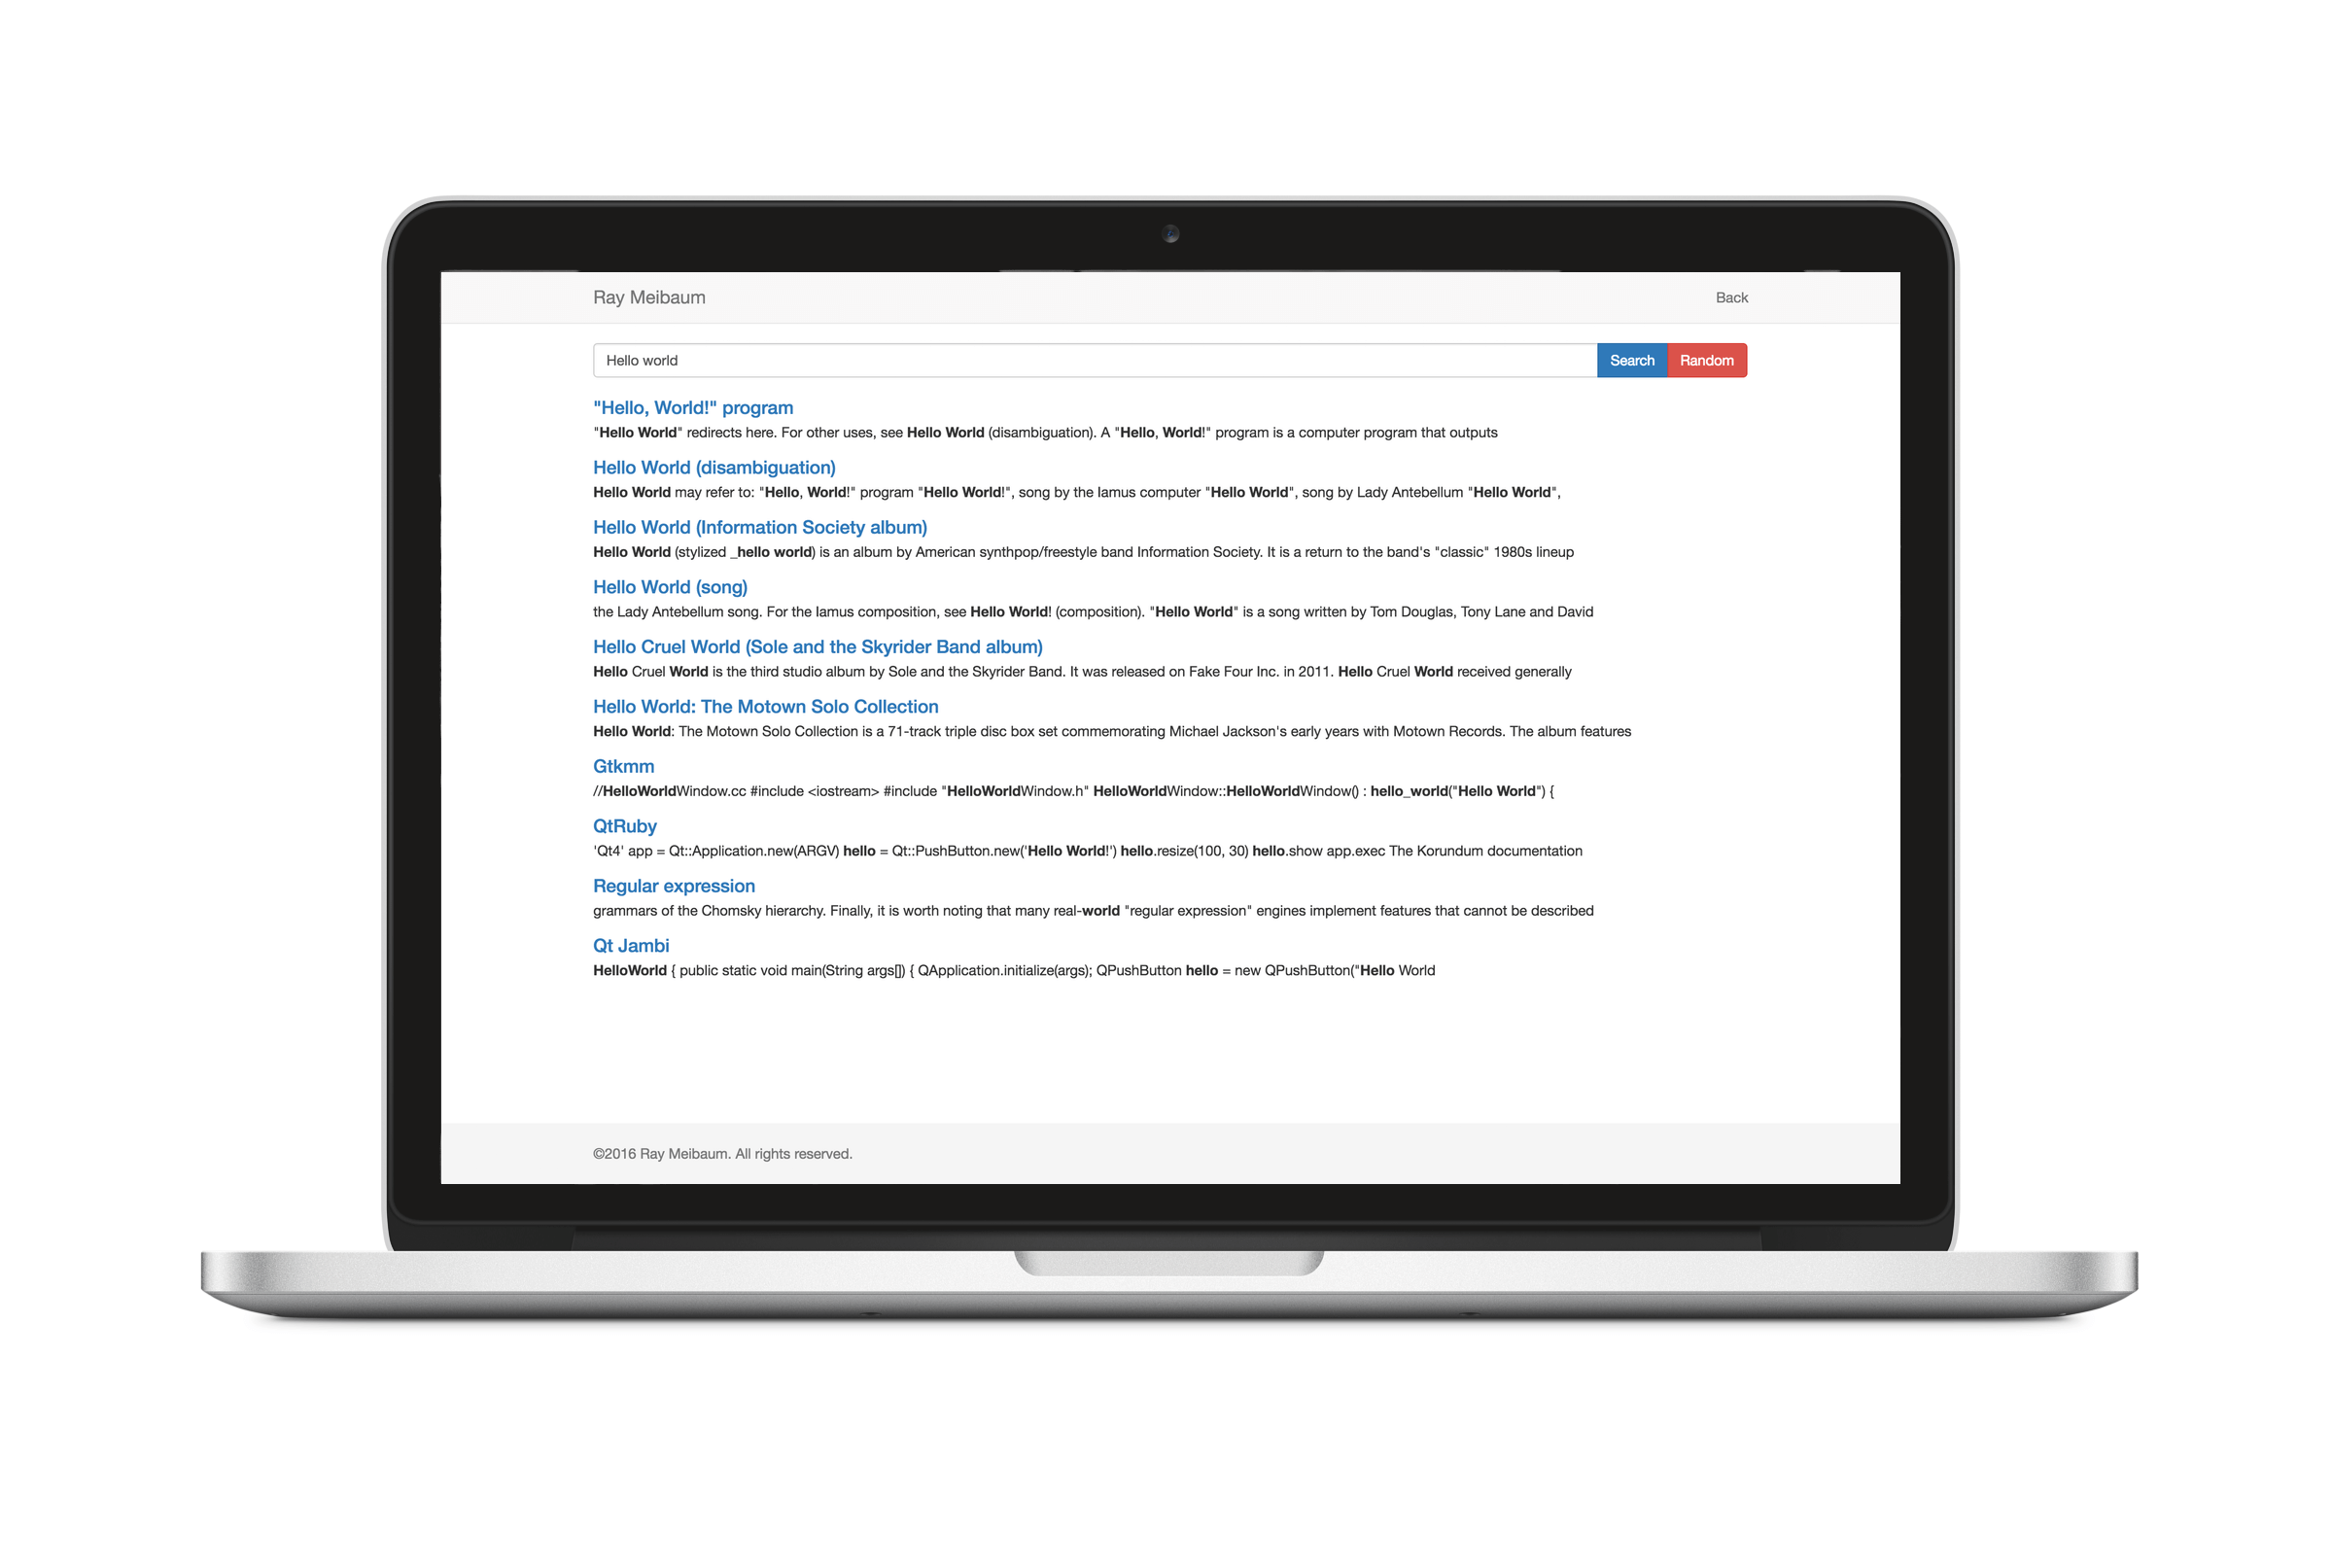 Ray Meibaum
Back
Hello world
Search
Random
"Hello, World!" program
"Hello World" redirects here. For other uses, see Hello World (disambiguation). A "Hello, World!" program is a computer program that outputs
Hello World (disambiguation)
Hello World may refer to: "Hello, World!" program "Hello World!", song by the Iamus computer "Hello World", song by Lady Antebellum "Hello World",
Hello World (Information Society album)
Hello World (stylized _hello world) is an album by American synthpop/freestyle band Information Society. It is a return to the band's "classic" 1980s lineup
Hello World (song)
the Lady Antebellum song. For the Iamus composition, see Hello World! (composition). "Hello World" is a song written by Tom Douglas, Tony Lane and David
Hello Cruel World (Sole and the Skyrider Band album)
Hello Cruel World is the third studio album by Sole and the Skyrider Band. It was released on Fake Four Inc. in 2011. Hello Cruel World received generally
Hello World: The Motown Solo Collection
Hello World: The Motown Solo Collection is a 71-track triple disc box set commemorating Michael Jackson's early years with Motown Records. The album features
Gtkmm
//HelloWorldWindow.cc #include <iostream> #include "HelloWorldWindow.h" HelloWorldWindow::HelloWorldWindow() : hello_world("Hello World") {
QtRuby
'Qt4' app = Qt::Application.new(ARGV) hello = Qt::PushButton.new('Hello World!') hello.resize(100, 30) hello.show app.exec The Korundum documentation
Regular expression
grammars of the Chomsky hierarchy. Finally, it is worth noting that many real-world "regular expression" engines implement features that cannot be described
Qt Jambi
HelloWorld { public static void main(String args[]) { QApplication.initialize(args); QPushButton hello = new QPushButton("Hello World
©2016 Ray Meibaum. All rights reserved.